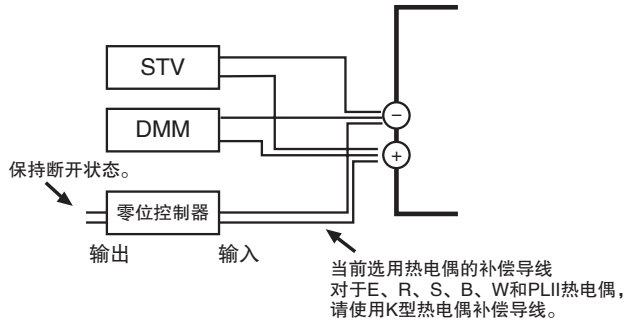 STV
DMM
−
+
保持断开状态。
零位控制器
输出
输入
当前选用热电偶的补偿导线
对于E、R、S、B、W和PLII热电偶，
请使用K型热电偶补偿导线。